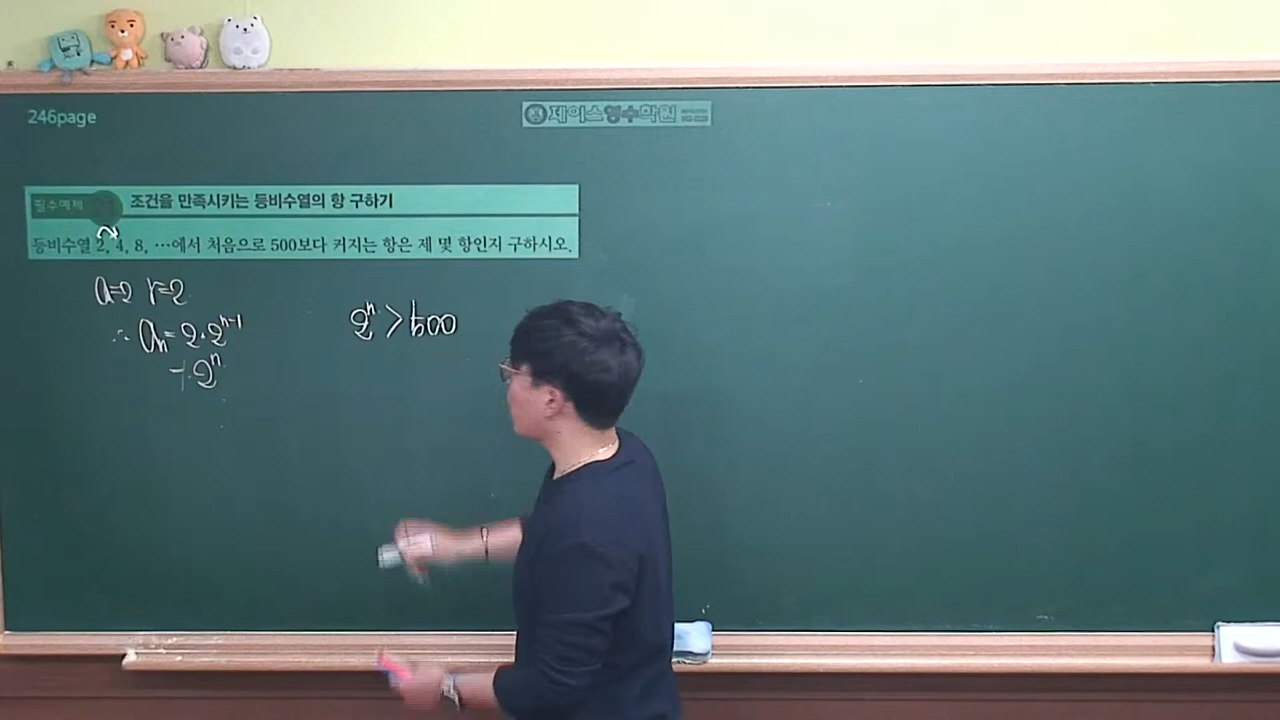 246page
제이스영수학원
필수예제
조건을 만족시키는 등비수열의 항 구하기
등비수열 2, 4, 8, …에서 처음으로 500보다 커지는 항은 제 몇 항인지 구하시오.
a=2 r=2
∴ aₙ=2·2ⁿ⁻¹
=2ⁿ
2ⁿ>500